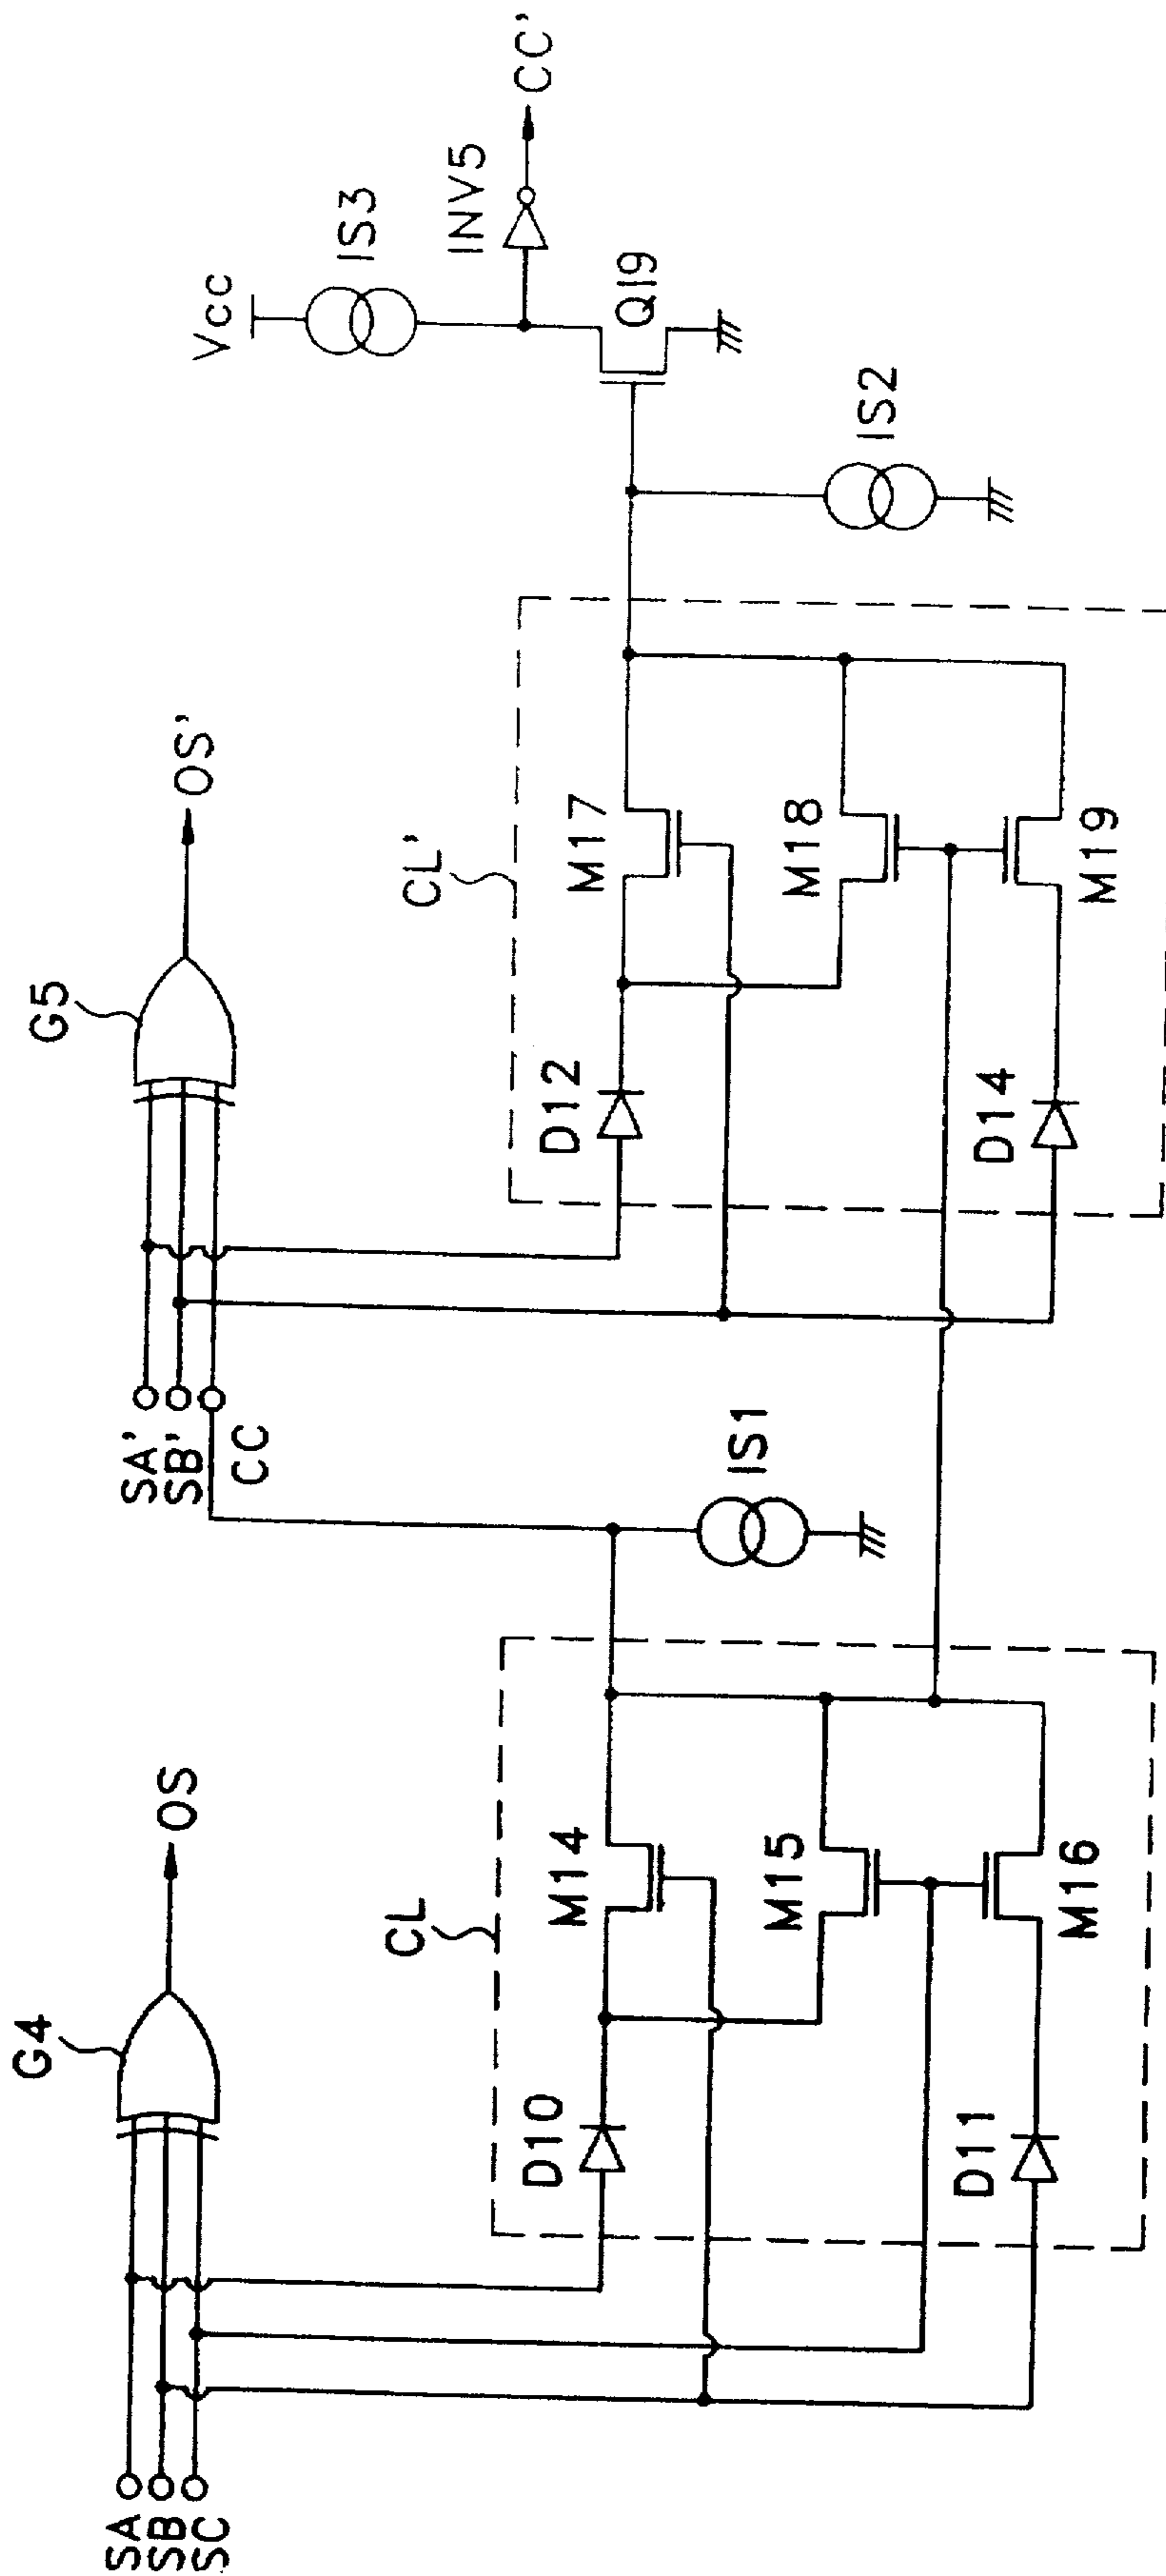 G4
OS
SA
SB
SC
CL
D10
M14
M15
D11
M16
IS1
G5
OS'
SA'
SB'
CC
CL'
D12
M17
M18
D14
M19
Vcc
IS3
INV5
CC'
Q19
IS2